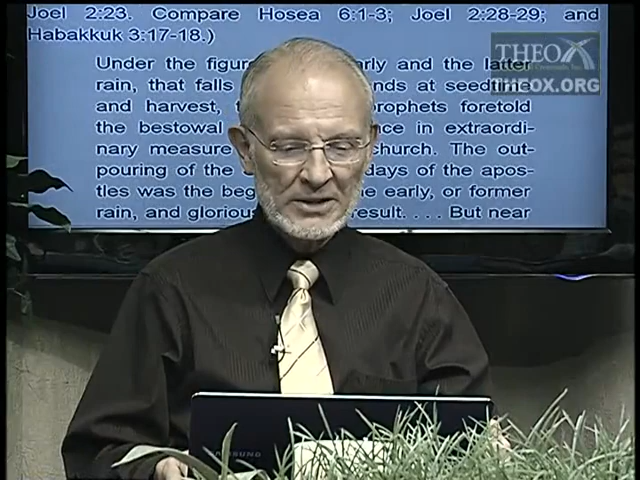 Joel 2:23. Compare Hosea 6:1-3; Joel 2:28-29; and
Habakkuk 3:17-18.)
THEOX
THEOX.ORG
Under the figu rly and the latter
rain, that falls nds at seedtime
and harvest, t prophets foretold
the bestowal ce in extraordi-
nary measure church. The out-
pouring of the days of the apos-
tles was the beg e early, or former
rain, and glorious result. . . . But near
SAMSUNG